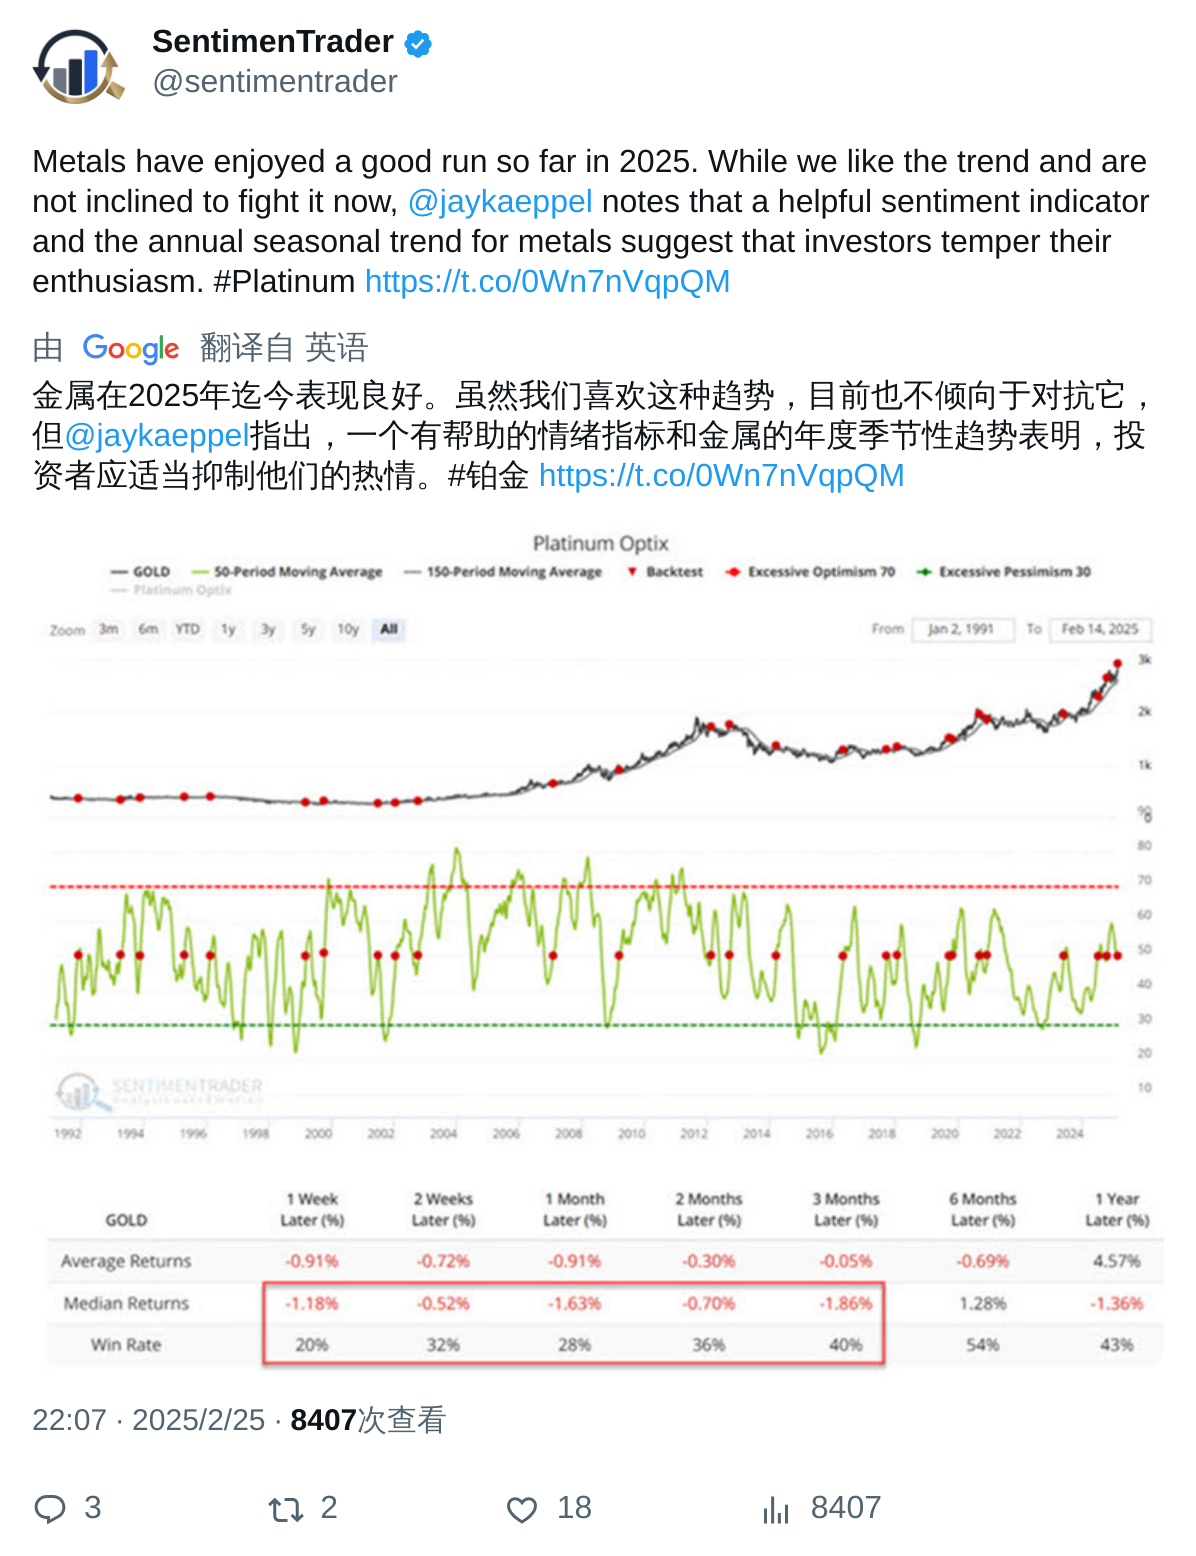 SentimenTrader
@sentimentrader
Metals have enjoyed a good run so far in 2025. While we like the trend and are
not inclined to fight it now, @jaykaeppel notes that a helpful sentiment indicator
and the annual seasonal trend for metals suggest that investors temper their
enthusiasm. #Platinum https://t.co/0Wn7nVqpQM
由 Google 翻译自 英语
金属在2025年迄今表现良好。虽然我们喜欢这种趋势，目前也不倾向于对抗它，
但@jaykaeppel指出，一个有帮助的情绪指标和金属的年度季节性趋势表明，投
资者应适当抑制他们的热情。#铂金 https://t.co/0Wn7nVqpQM
Platinum Optix
GOLD 50-Period Moving Average 150-Period Moving Average Backtest Excessive Optimism 70 Excessive Pessimism 30
Platinum Optix
Zoom 3m 6m YTD 1y 3y 5y 10y All From Jan 2, 1991 To Feb 14, 2025
3k
2k
1k
0
90
80
70
60
50
40
30
20
10
SENTIMENTRADER
Analysis over Emotion
1992 1994 1996 1998 2000 2002 2004 2006 2008 2010 2012 2014 2016 2018 2020 2022 2024
GOLD 1 Week Later (%) 2 Weeks Later (%) 1 Month Later (%) 2 Months Later (%) 3 Months Later (%) 6 Months Later (%) 1 Year Later (%)
Average Returns -0.91% -0.72% -0.91% -0.30% -0.05% -0.69% 4.57%
Median Returns -1.18% -0.52% -1.63% -0.70% -1.86% 1.28% -1.36%
Win Rate 20% 32% 28% 36% 40% 54% 43%
22:07 · 2025/2/25 · 8407次查看
3 2 18 8407